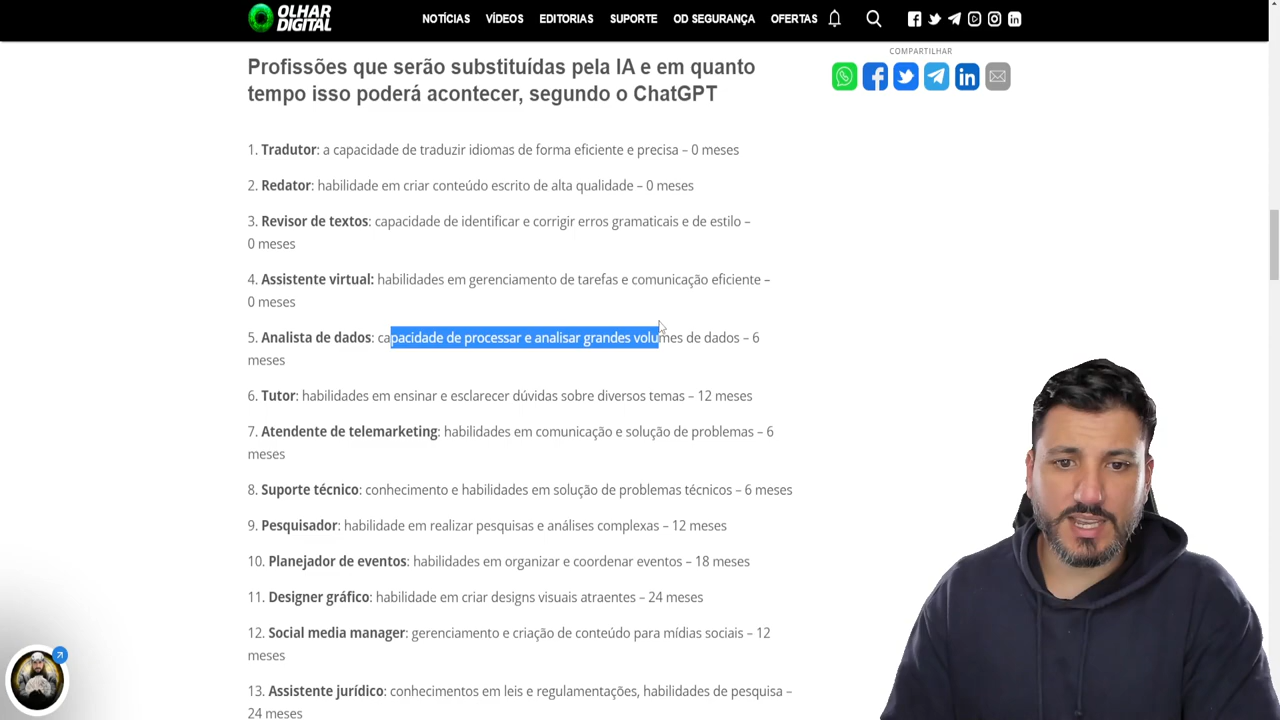 OLHAR
DIGITAL
NOTÍCIAS VÍDEOS EDITORIAS SUPORTE OD SEGURANÇA OFERTAS
COMPARTILHAR
Profissões que serão substituídas pela IA e em quanto
tempo isso poderá acontecer, segundo o ChatGPT
1. Tradutor: a capacidade de traduzir idiomas de forma eficiente e precisa – 0 meses
2. Redator: habilidade em criar conteúdo escrito de alta qualidade – 0 meses
3. Revisor de textos: capacidade de identificar e corrigir erros gramaticais e de estilo –
0 meses
4. Assistente virtual: habilidades em gerenciamento de tarefas e comunicação eficiente –
0 meses
5. Analista de dados: capacidade de processar e analisar grandes volumes de dados – 6
meses
6. Tutor: habilidades em ensinar e esclarecer dúvidas sobre diversos temas – 12 meses
7. Atendente de telemarketing: habilidades em comunicação e solução de problemas – 6
meses
8. Suporte técnico: conhecimento e habilidades em solução de problemas técnicos – 6 meses
9. Pesquisador: habilidade em realizar pesquisas e análises complexas – 12 meses
10. Planejador de eventos: habilidades em organizar e coordenar eventos – 18 meses
11. Designer gráfico: habilidade em criar designs visuais atraentes – 24 meses
12. Social media manager: gerenciamento e criação de conteúdo para mídias sociais – 12
meses
13. Assistente jurídico: conhecimentos em leis e regulamentações, habilidades de pesquisa –
24 meses